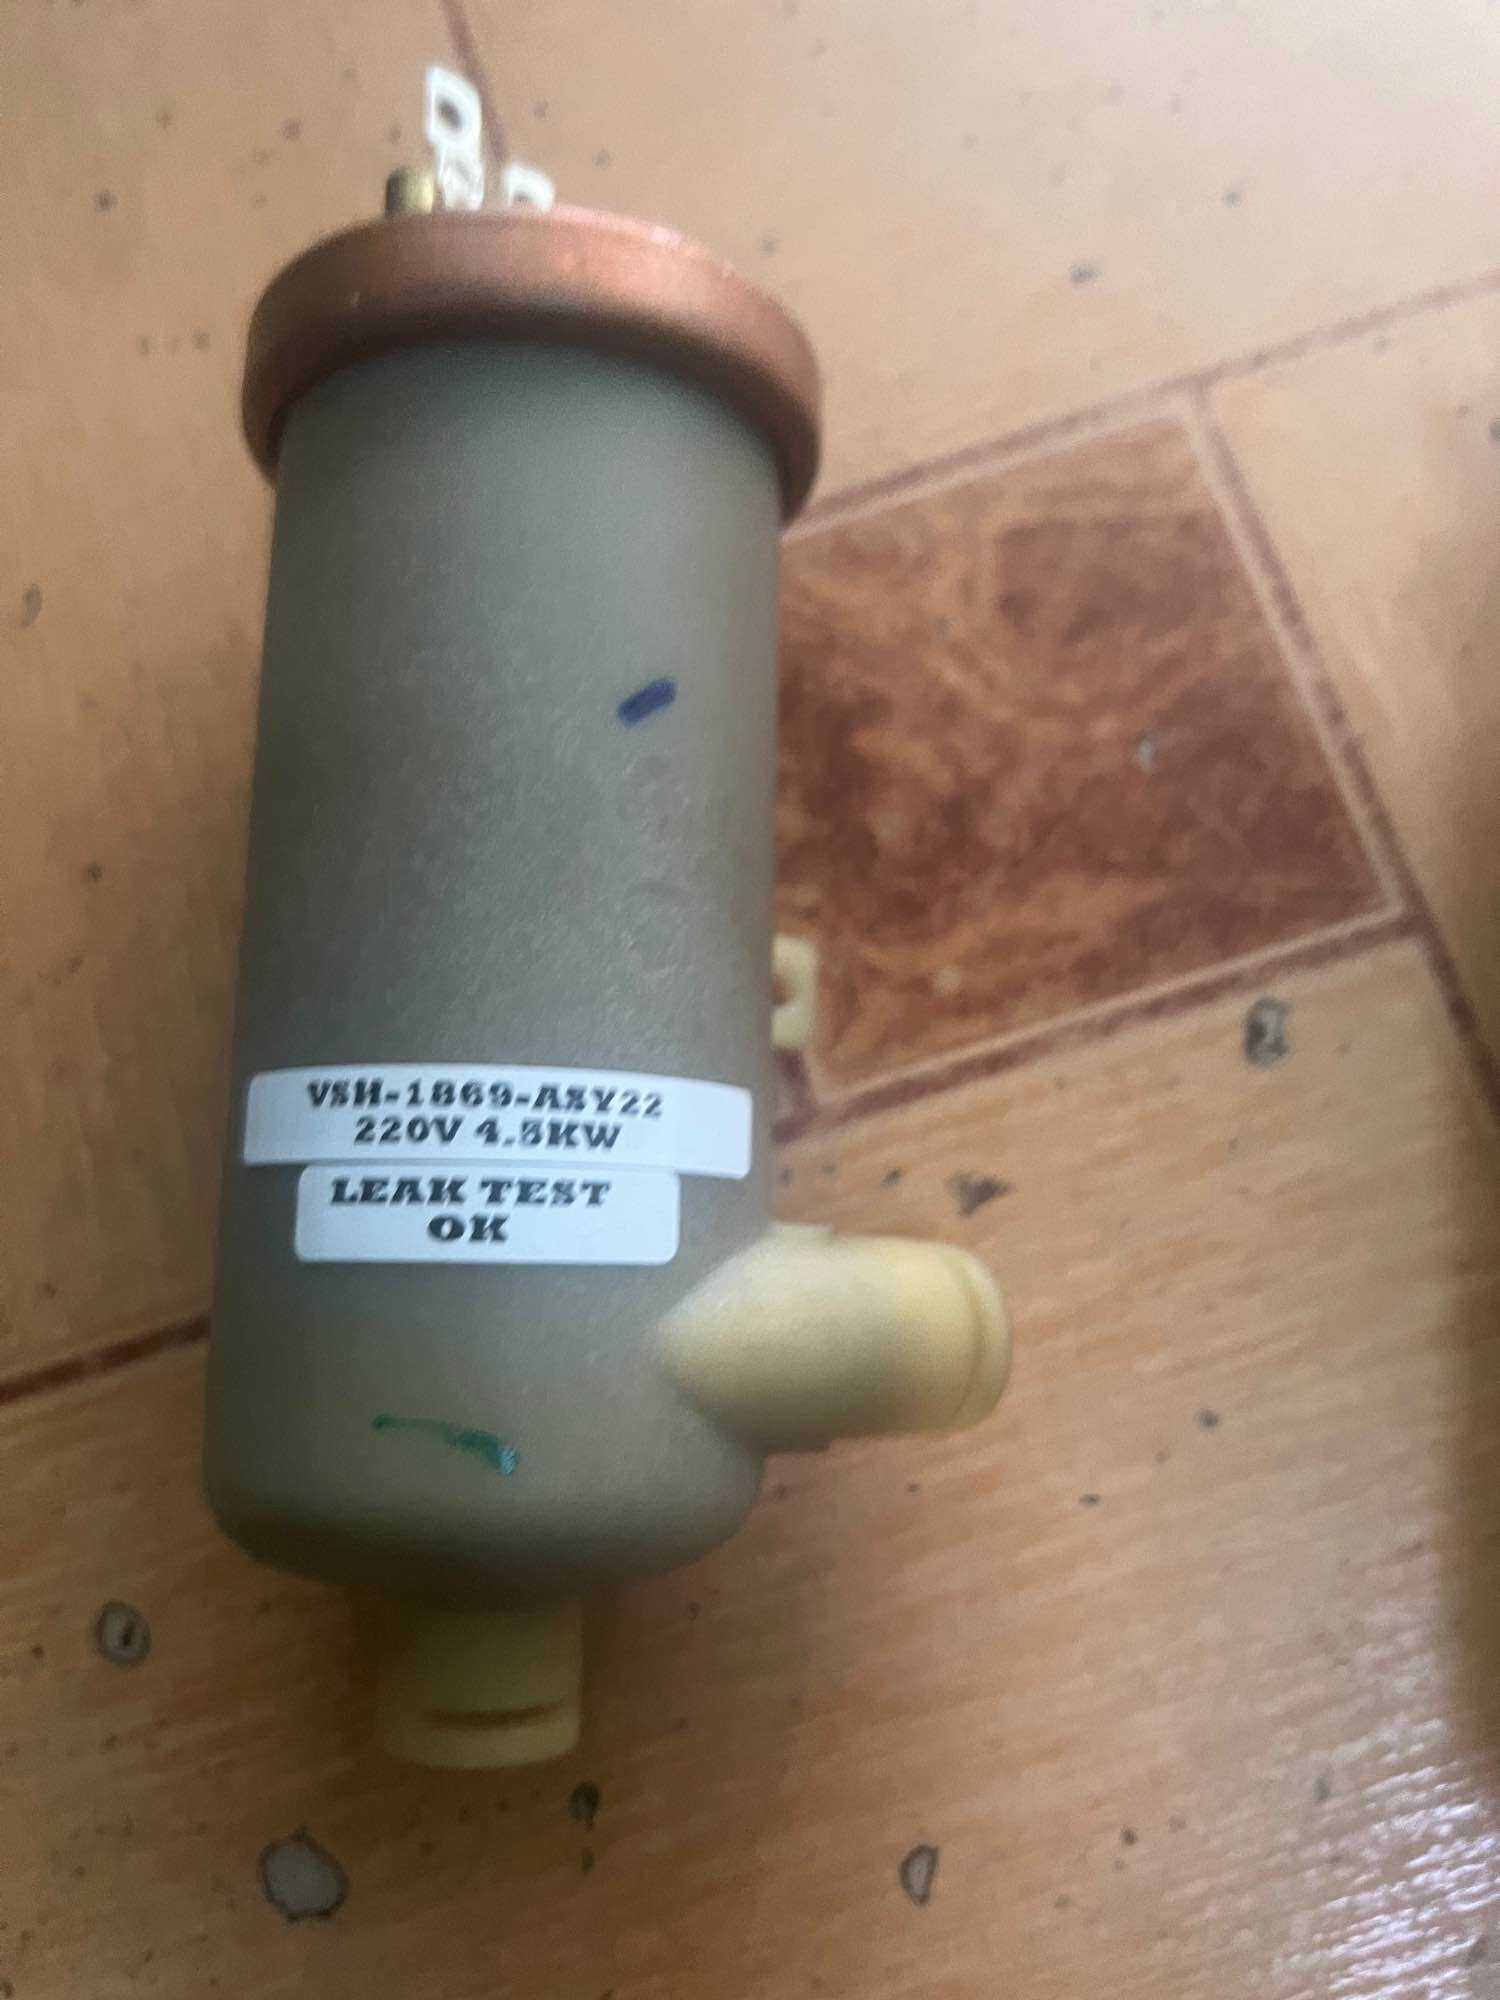 VSH-1869-ASY22
220V 4.5KW
LEAK TEST
OK